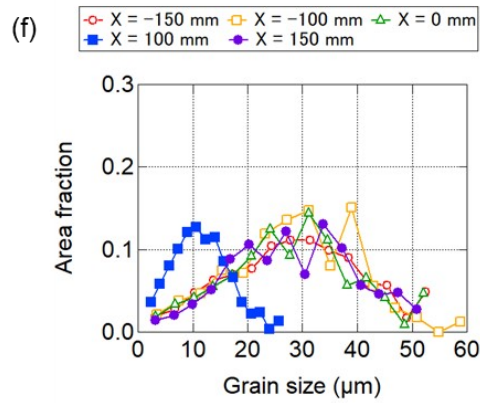 (f)
X = −150 mm X = −100 mm X = 0 mm
X = 100 mm X = 150 mm
0.3
0.2
0.1
0.0
Area fraction
0 10 20 30 40 50 60
Grain size (μm)